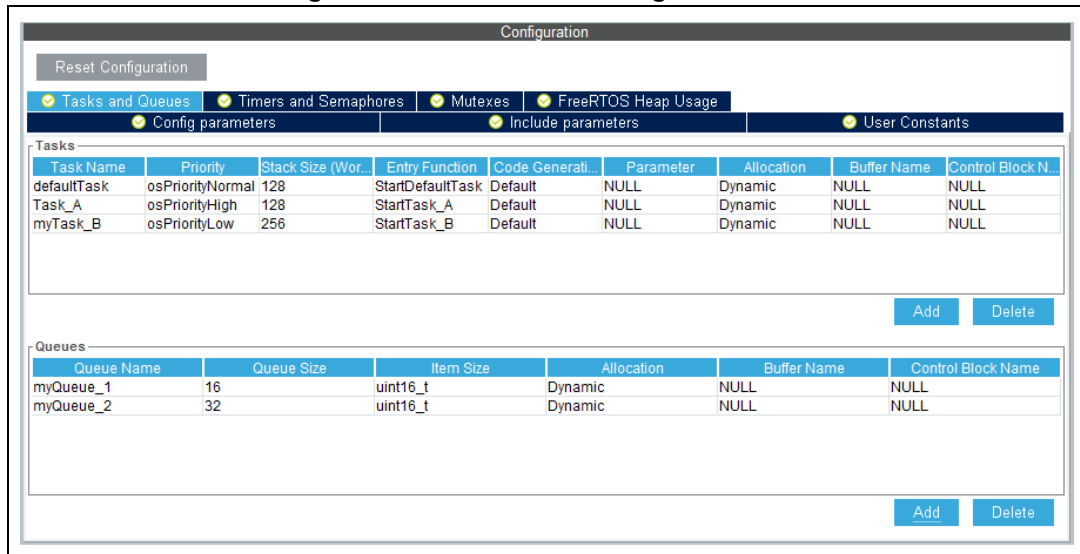 Configuration
Reset Configuration
Tasks and Queues Timers and Semaphores Mutexes FreeRTOS Heap Usage
Config parameters Include parameters User Constants
Tasks
Task Name Priority Stack Size (Wor... Entry Function Code Generati... Parameter Allocation Buffer Name Control Block N...
defaultTask osPriorityNormal 128 StartDefaultTask Default NULL Dynamic NULL NULL
Task_A osPriorityHigh 128 StartTask_A Default NULL Dynamic NULL NULL
myTask_B osPriorityLow 256 StartTask_B Default NULL Dynamic NULL NULL
Add Delete
Queues
Queue Name Queue Size Item Size Allocation Buffer Name Control Block Name
myQueue_1 16 uint16_t Dynamic NULL NULL
myQueue_2 32 uint16_t Dynamic NULL NULL
Add Delete